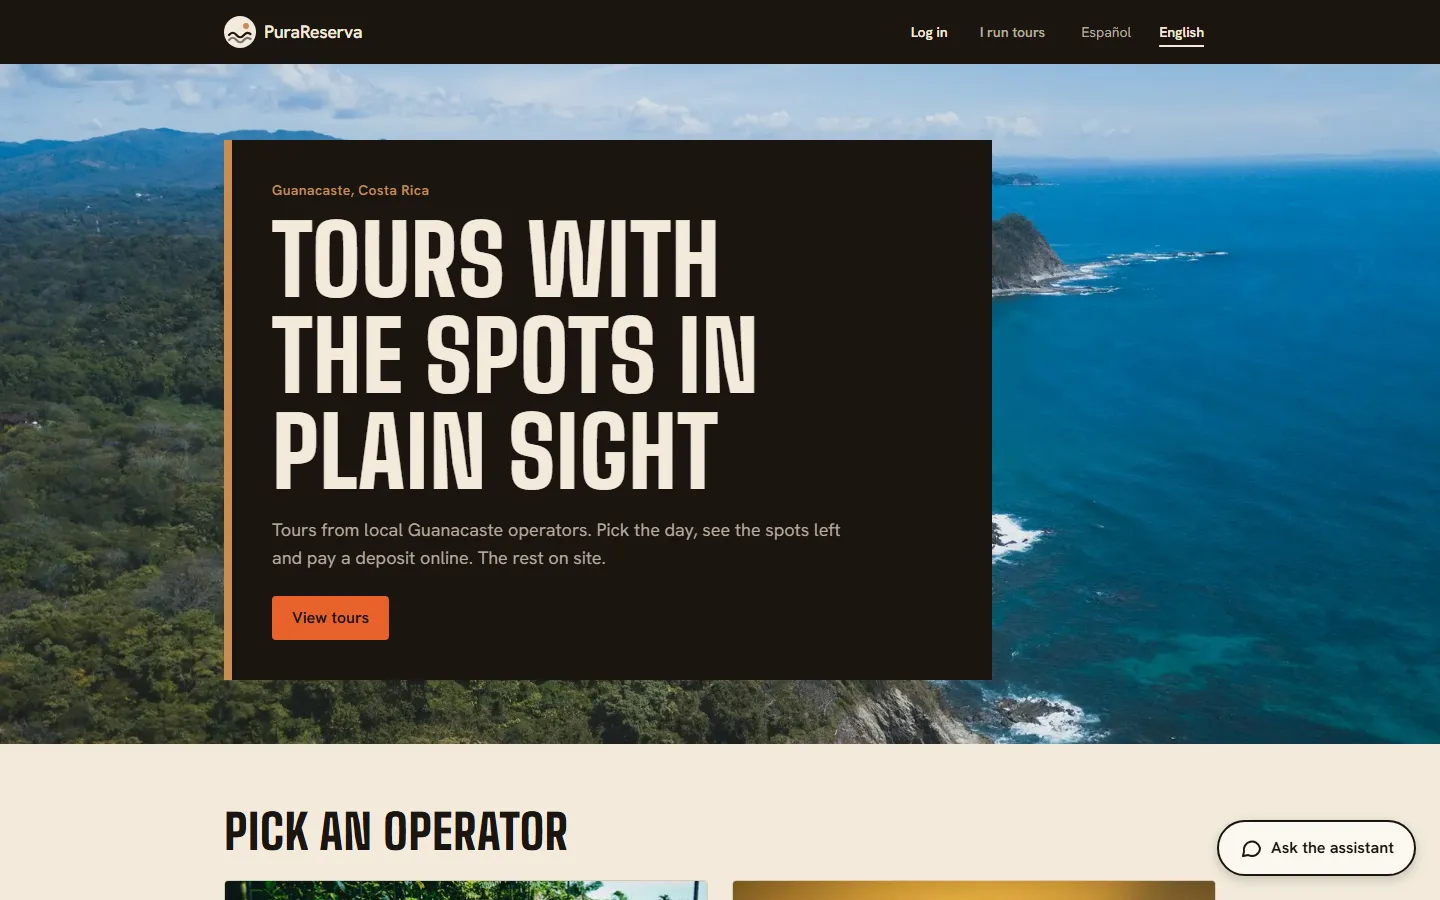 PuraReserva
Log in
I run tours
Español
English
Guanacaste, Costa Rica
TOURS WITH
THE SPOTS IN
PLAIN SIGHT
Tours from local Guanacaste operators. Pick the day, see the spots left
and pay a deposit online. The rest on site.
View tours
PICK AN OPERATOR
Ask the assistant